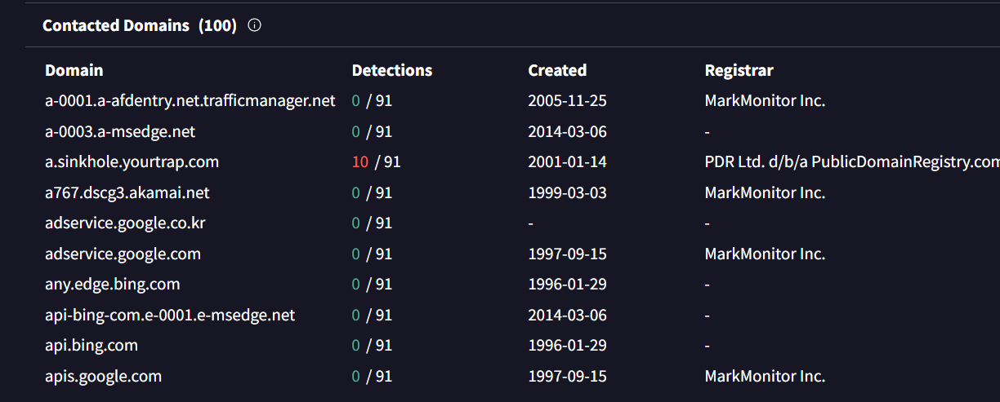 Contacted Domains (100)
Domain Detections Created Registrar
a-0001.a-afdentry.net.trafficmanager.net 0 / 91 2005-11-25 MarkMonitor Inc.
a-0003.a-msedge.net 0 / 91 2014-03-06 -
a.sinkhole.yourtrap.com 10 / 91 2001-01-14 PDR Ltd. d/b/a PublicDomainRegistry.com
a767.dscg3.akamai.net 0 / 91 1999-03-03 MarkMonitor Inc.
adservice.google.co.kr 0 / 91 - -
adservice.google.com 0 / 91 1997-09-15 MarkMonitor Inc.
any.edge.bing.com 0 / 91 1996-01-29 -
api-bing-com.e-0001.e-msedge.net 0 / 91 2014-03-06 -
api.bing.com 0 / 91 1996-01-29 -
apis.google.com 0 / 91 1997-09-15 MarkMonitor Inc.